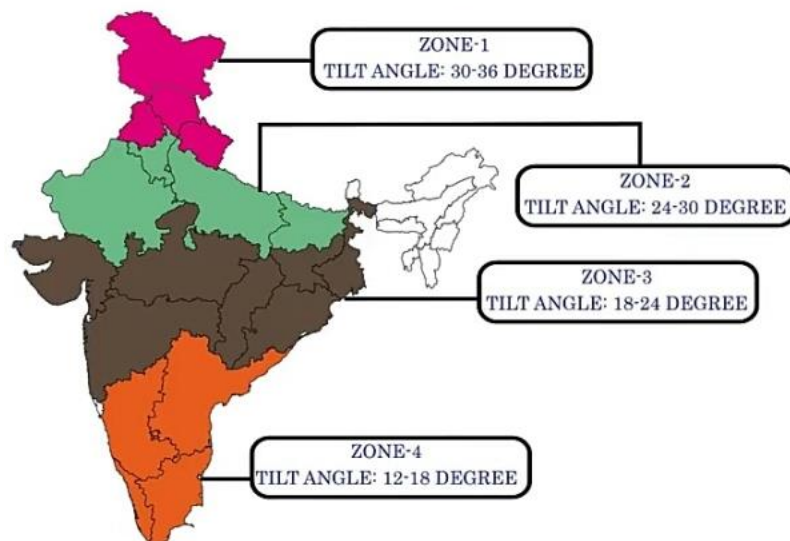 ZONE-1
TILT ANGLE: 30-36 DEGREE
ZONE-2
TILT ANGLE: 24-30 DEGREE
ZONE-3
TILT ANGLE: 18-24 DEGREE
ZONE-4
TILT ANGLE: 12-18 DEGREE